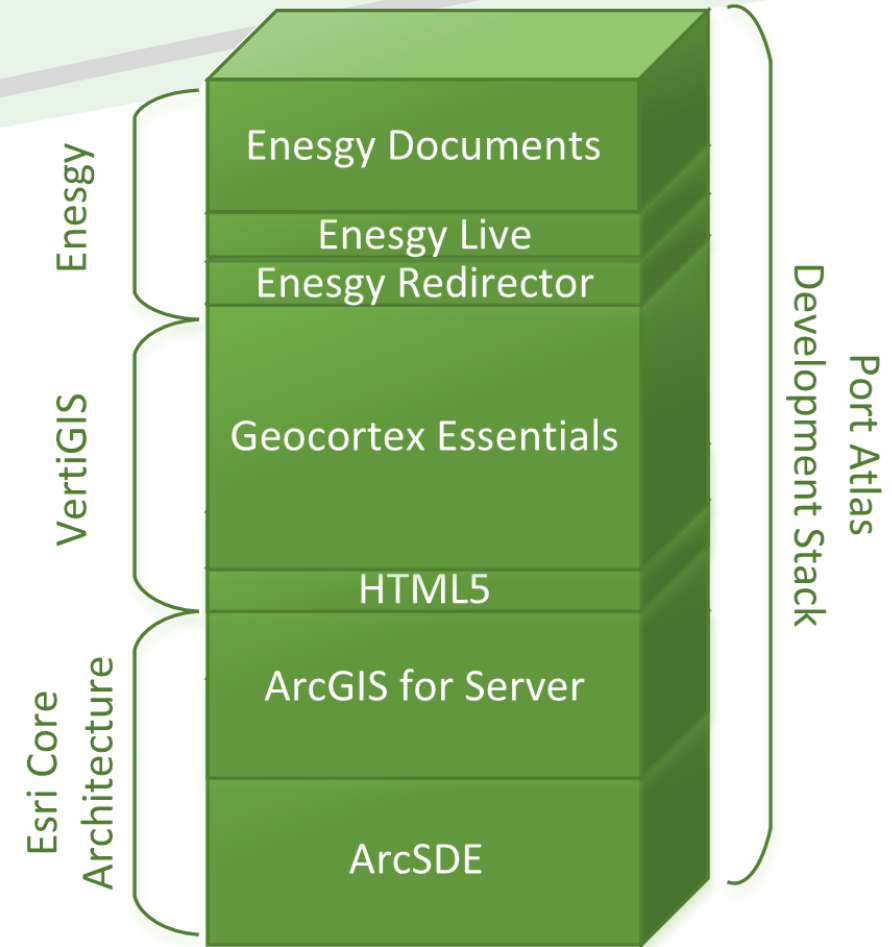 Enesgy
Enesgy Documents
Enesgy Live
Enesgy Redirector
VertiGIS
Geocortex Essentials
HTML5
Esri Core
Architecture
ArcGIS for Server
ArcSDE
Port Atlas
Development Stack